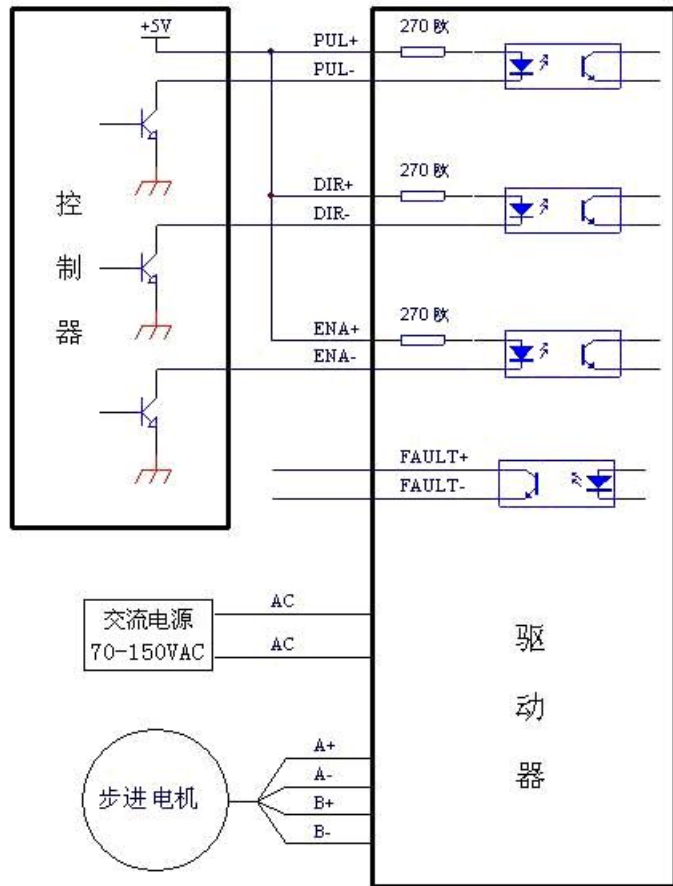 +5V
PUL+
270 欧
PUL-
270 欧
DIR+
DIR-
控制器
270 欧
ENA+
ENA-
FAULT+
FAULT-
交流电源
70-150VAC
AC
AC
驱动器
步进电机
A+
A-
B+
B-